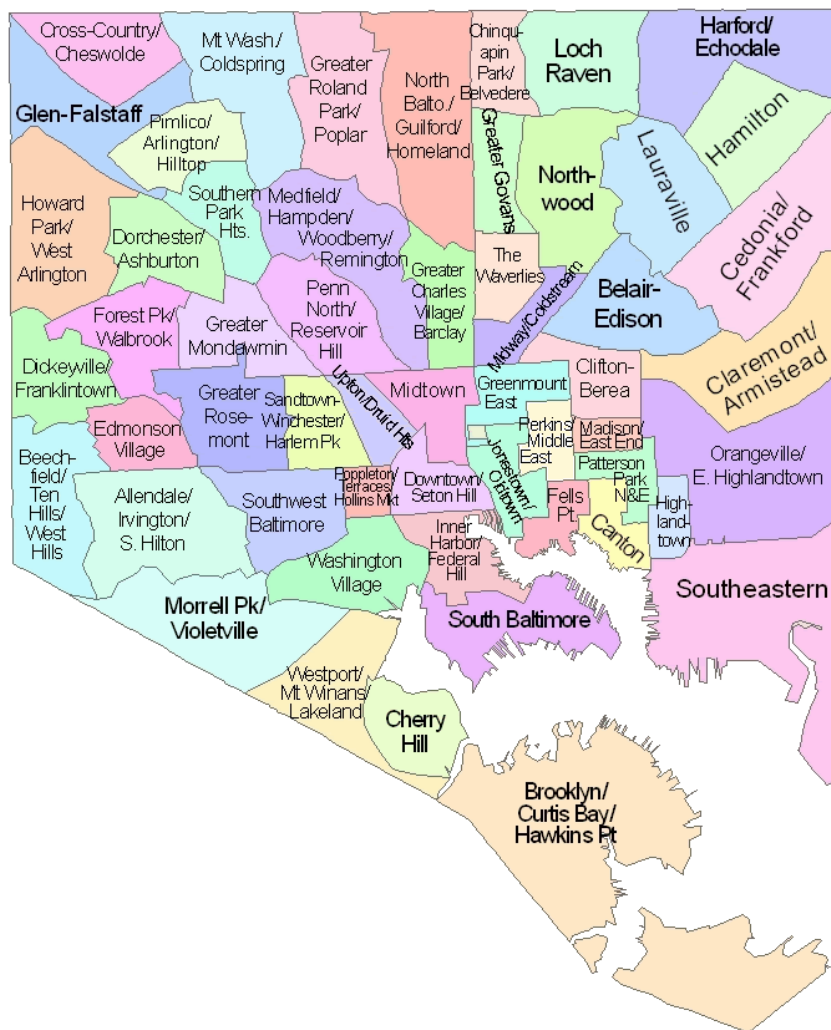 Cross-Country/
Cheswolde
Mt Wash/
Coldspring
Greater
Roland
Park/
Poplar
North
Balto./
Guilford/
Homeland
Chinqu-
apin
Park/
Belvedere
Loch
Raven
Harford/
Echodale
Glen-Falstaff
Pimlico/
Arlington/
Hilltop
Greater Govans
North-
wood
Lauraville
Hamilton
Howard
Park/
West
Arlington
Dorchester/
Ashburton
Southern
Park
Hts.
Medfield/
Hampden/
Woodberry/
Remington
The
Waverlies
Cedonia/
Frankford
Greater
Charles
Village/
Barclay
Midway/Coldstream
Belair-
Edison
Forest Pk/
Walbrook
Greater
Mondawmin
Penn
North/
Reservoir
Hill
Claremont/
Armistead
Dickeyville/
Franklintown
Greater
Rose-
mont
Sandtown-
Winchester/
Harlem Pk
Upton/Druid Hts
Midtown
Greenmount
East
Clifton-
Berea
Edmonson
Village
Perkins/
Middle
East
Madison/
East End
Orangeville/
E. Highlandtown
Beech-
field/
Ten
Hills/
West
Hills
Allendale/
Irvington/
S. Hilton
Southwest
Baltimore
Poppleton/
Terraces/
Hollins Mkt
Downtown/
Seton Hill
Jonestown/
Oldtown
Patterson
Park
N&E
Fells
Pt.
Canton
High-
land-
town
Inner
Harbor/
Federal
Hill
Washington
Village
Southeastern
Morrell Pk/
Violetville
South Baltimore
Westport/
Mt Winans/
Lakeland
Cherry
Hill
Brooklyn/
Curtis Bay/
Hawkins Pt